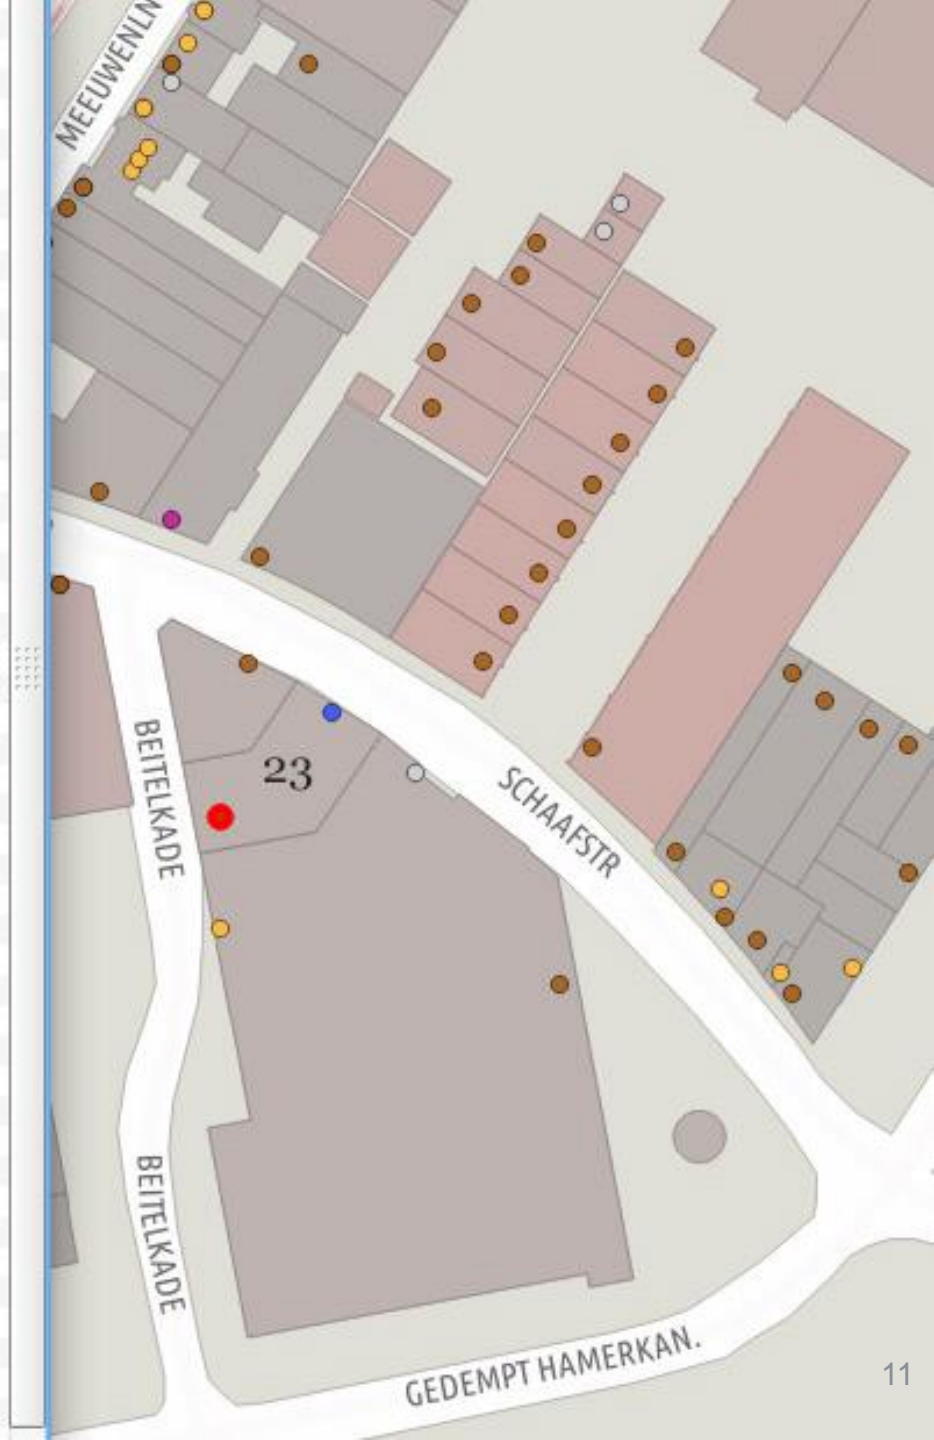 MEEUWENLN
23
BEITELKADE
SCHAAFSTR
BEITELKADE
GEDEMPT HAMERKAN.
11